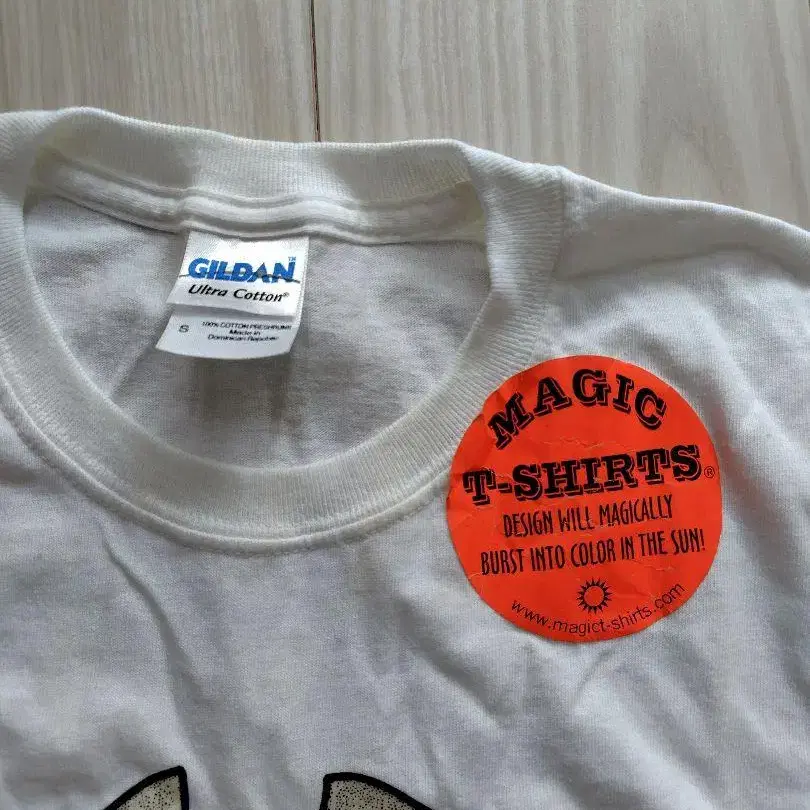 GILDAN™
Ultra Cotton®
S
100% COTTON PRESHRUNK
Made in
Dominican Republic
MAGIC
T-SHIRTS®
DESIGN WILL MAGICALLY
BURST INTO COLOR IN THE SUN!
www.magict-shirts.com